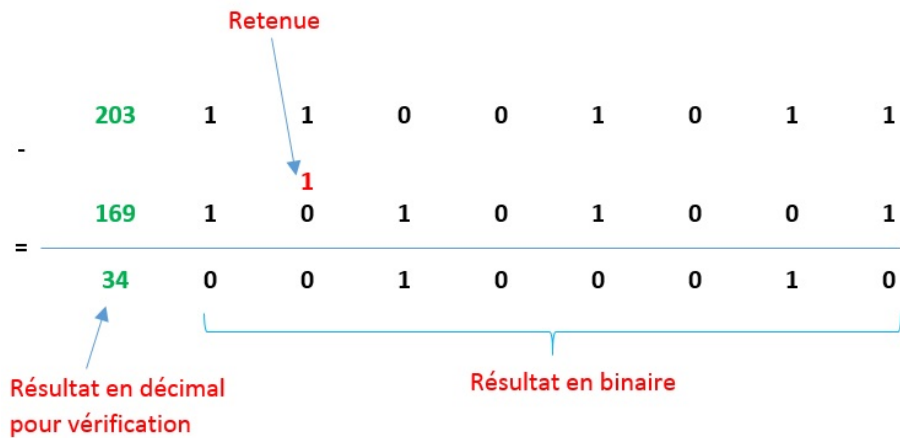 Retenue
203 1 1 0 0 1 0 1 1
-
1
169 1 0 1 0 1 0 0 1
=
34 0 0 1 0 0 0 1 0
Résultat en décimal
pour vérification
Résultat en binaire